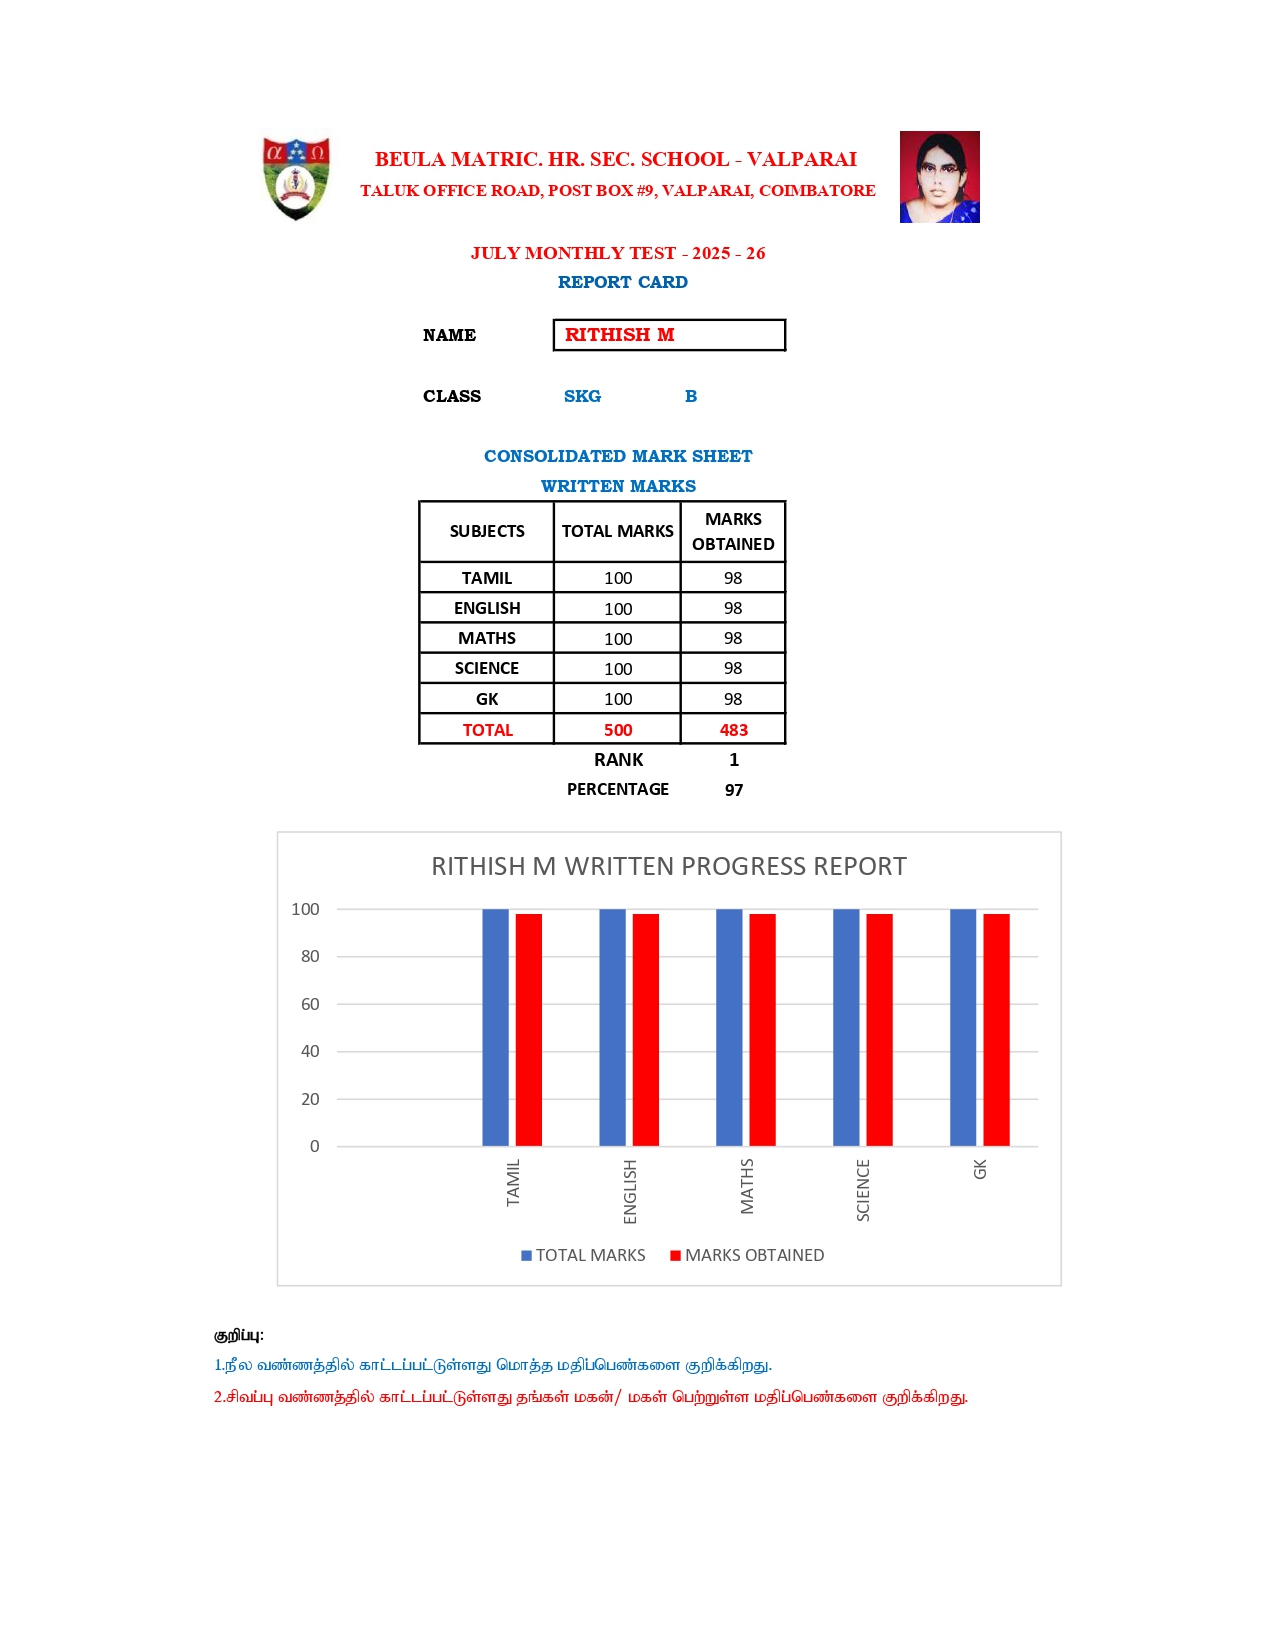 α Ω
BEULA MATRIC. HR. SEC. SCHOOL - VALPARAI
TALUK OFFICE ROAD, POST BOX #9, VALPARAI, COIMBATORE
JULY MONTHLY TEST - 2025 - 26
REPORT CARD
NAME RITHISH M
CLASS SKG B
CONSOLIDATED MARK SHEET
WRITTEN MARKS
SUBJECTS TOTAL MARKS MARKS OBTAINED
TAMIL 100 98
ENGLISH 100 98
MATHS 100 98
SCIENCE 100 98
GK 100 98
TOTAL 500 483
RANK 1
PERCENTAGE 97
RITHISH M WRITTEN PROGRESS REPORT
100
80
60
40
20
0
TAMIL ENGLISH MATHS SCIENCE GK
TOTAL MARKS MARKS OBTAINED
குறிப்பு:
1.நீல வண்ணத்தில் காட்டப்பட்டுள்ளது மொத்த மதிப்பெண்களை குறிக்கிறது.
2.சிவப்பு வண்ணத்தில் காட்டப்பட்டுள்ளது தங்கள் மகன்/ மகள் பெற்றுள்ள மதிப்பெண்களை குறிக்கிறது.